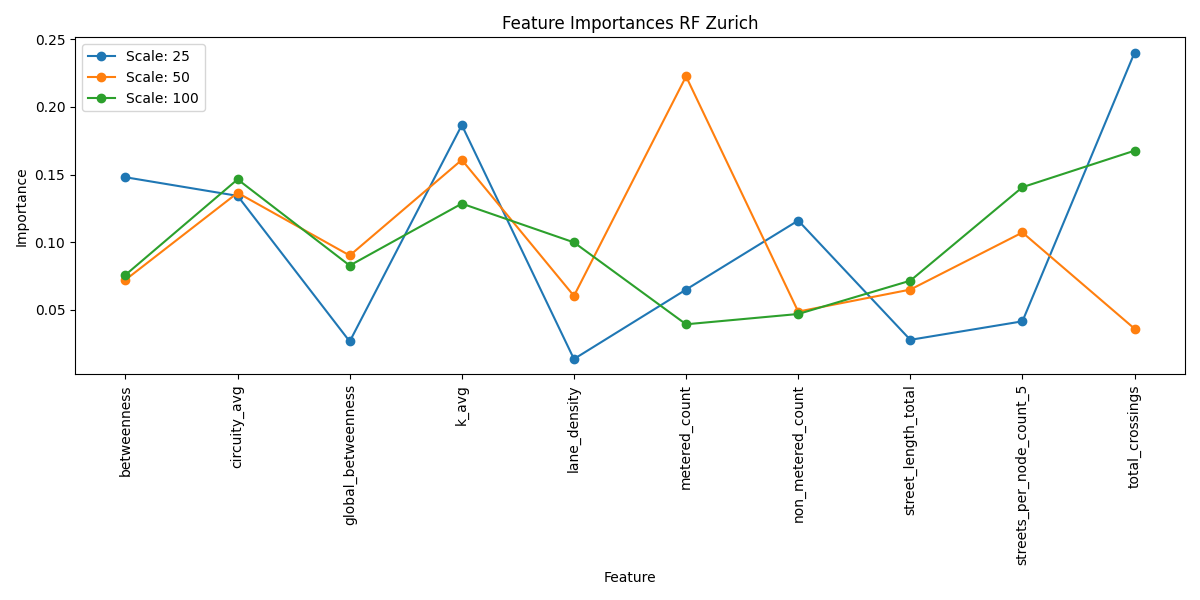 Feature Importances RF Zurich
Scale: 25
Scale: 50
Scale: 100
Importance
0.25
0.20
0.15
0.10
0.05
betweenness
circuity_avg
global_betweenness
k_avg
lane_density
metered_count
non_metered_count
street_length_total
streets_per_node_count_5
total_crossings
Feature